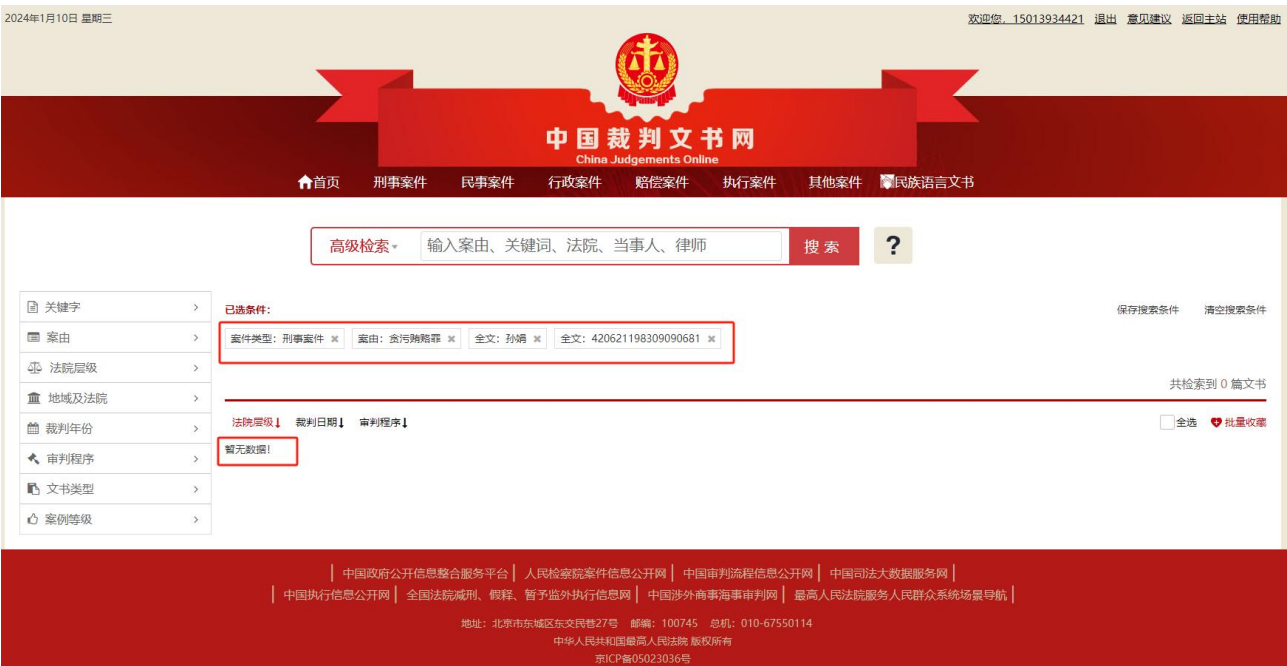 2024年1月10日 星期三
欢迎您，15013934421 退出 意见建议 返回主站 使用帮助
中国裁判文书网
China Judgements Online
首页 刑事案件 民事案件 行政案件 赔偿案件 执行案件 其他案件 民族语言文书
高级检索 输入案由、关键词、法院、当事人、律师 搜索 ?
关键字
案由
法院层级
地域及法院
裁判年份
审判程序
文书类型
案例等级
已选条件：
保存搜索条件 清空搜索条件
案件类型：刑事案件 × 案由：贪污贿赂罪 × 全文：孙娟 × 全文：420621198309090681 ×
共检索到 0 篇文书
法院层级↓ 裁判日期↓ 审判程序↓
全选 批量收藏
暂无数据!
中国政府公开信息整合服务平台 | 人民检察院案件信息公开网 | 中国审判流程信息公开网 | 中国司法大数据服务网
中国执行信息公开网 | 全国法院减刑、假释、暂予监外执行信息网 | 中国涉外商事海事审判网 | 最高人民法院服务人民群众系统场景导航
地址：北京市东城区东交民巷27号 邮编：100745 总机：010-67550114
中华人民共和国最高人民法院 版权所有
京ICP备05023036号